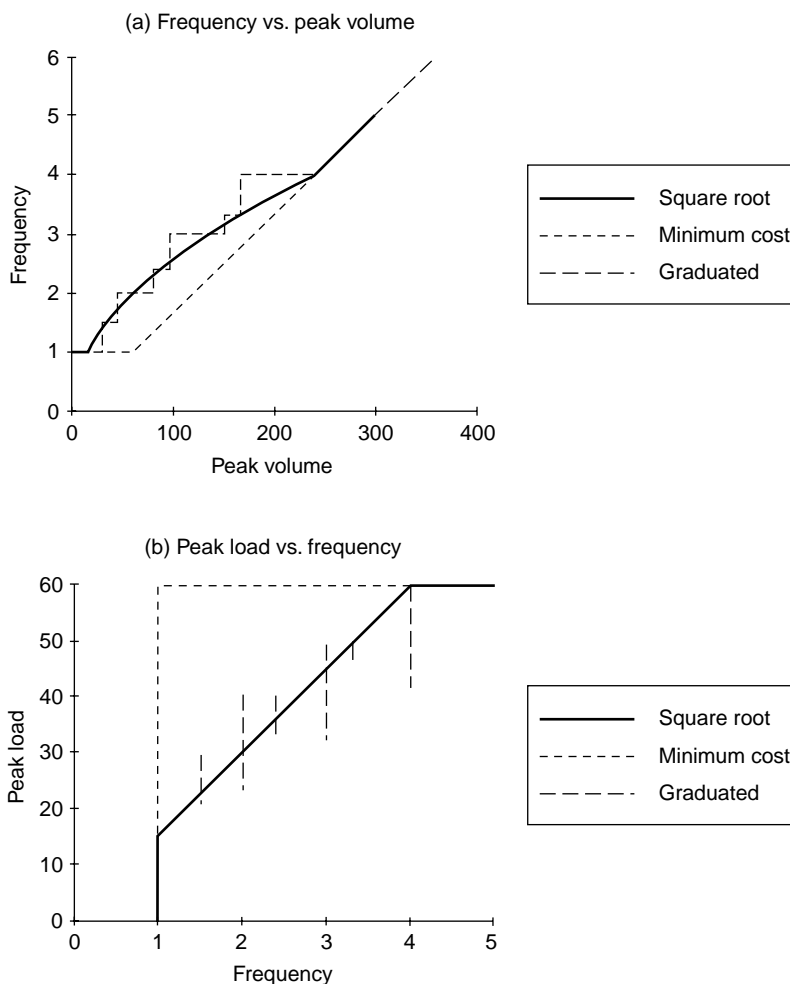 (a) Frequency vs. peak volume
6
5
4
3
2
1
0
Frequency
0 100 200 300 400
Peak volume
Square root
Minimum cost
Graduated
(b) Peak load vs. frequency
60
50
40
30
20
10
0
Peak load
0 1 2 3 4 5
Frequency
Square root
Minimum cost
Graduated